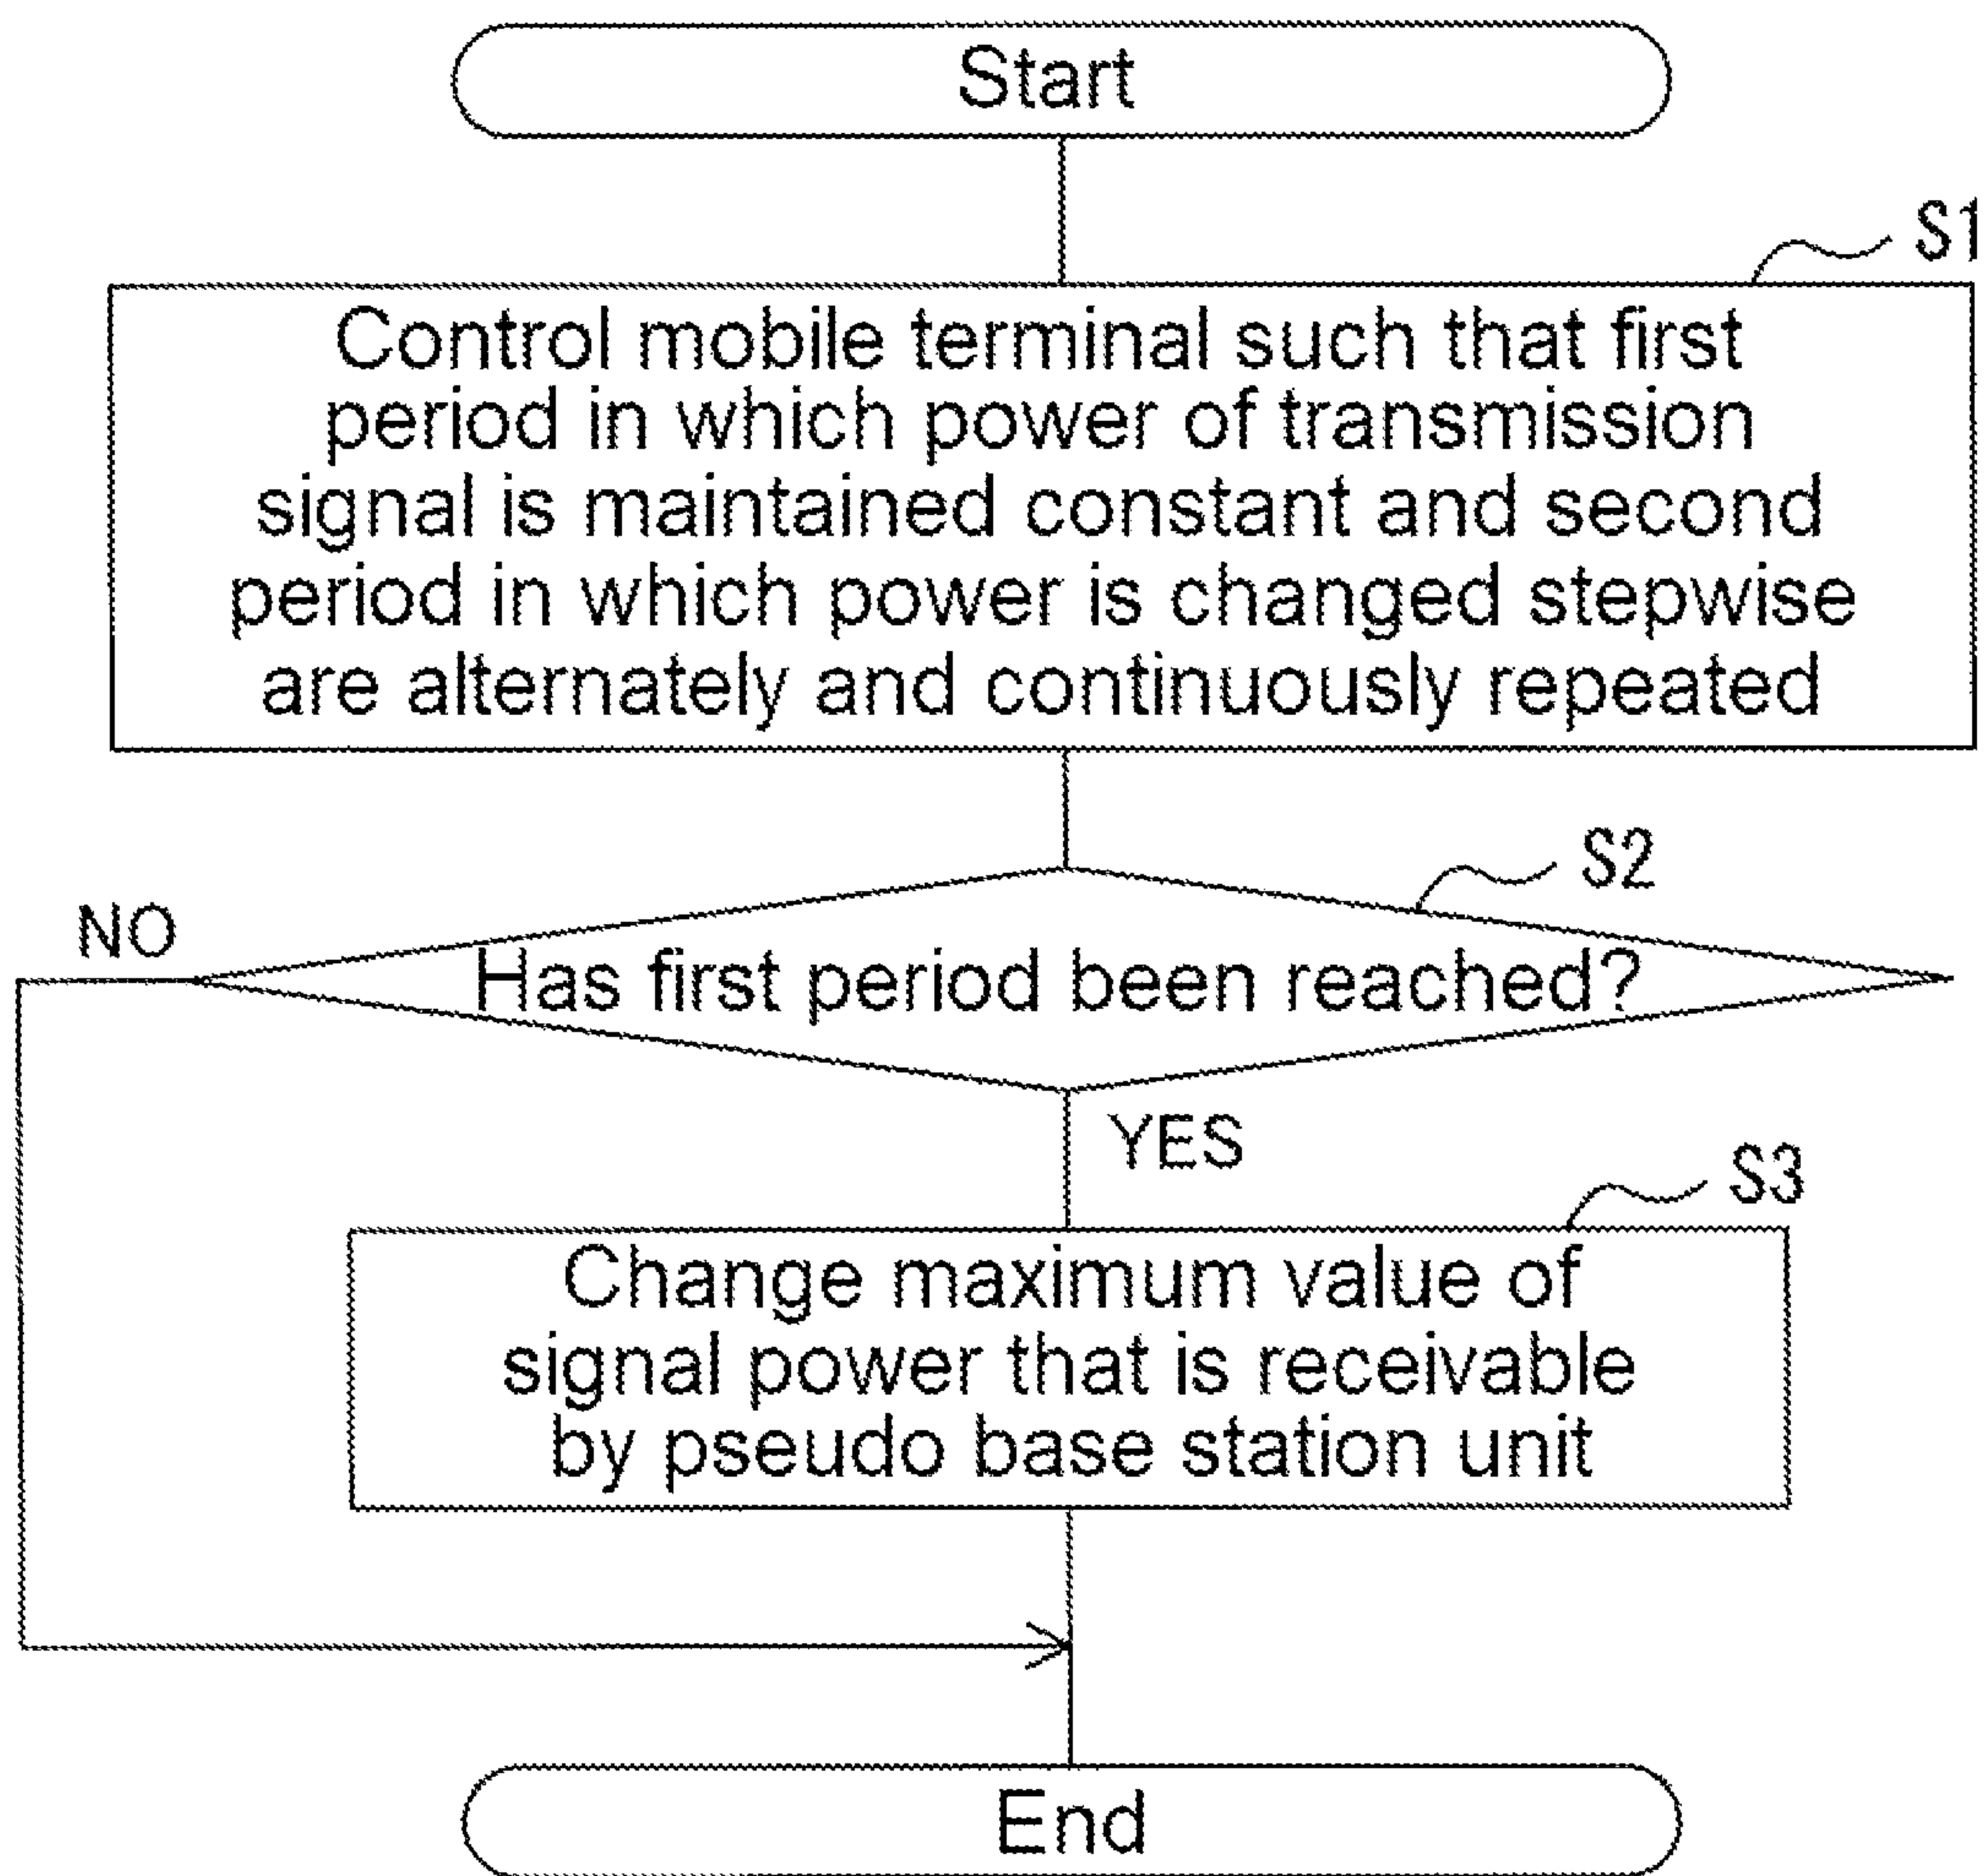 Start
S1
Control mobile terminal such that first
period in which power of transmission
signal is maintained constant and second
period in which power is changed stepwise
are alternately and continuously repeated
S2
NO
Has first period been reached?
YES
S3
Change maximum value of
signal power that is receivable
by pseudo base station unit
End